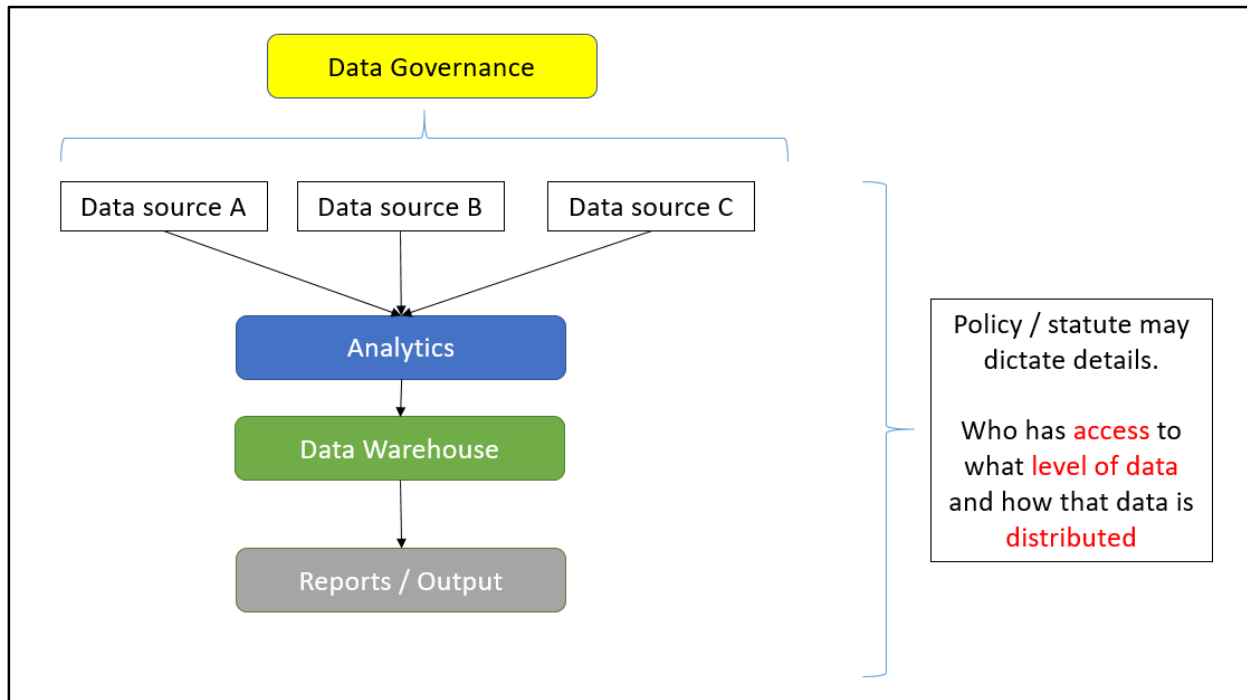 Data Governance
Data source A
Data source B
Data source C
Analytics
Data Warehouse
Reports / Output
Policy / statute may
dictate details.
Who has access to
what level of data
and how that data is
distributed